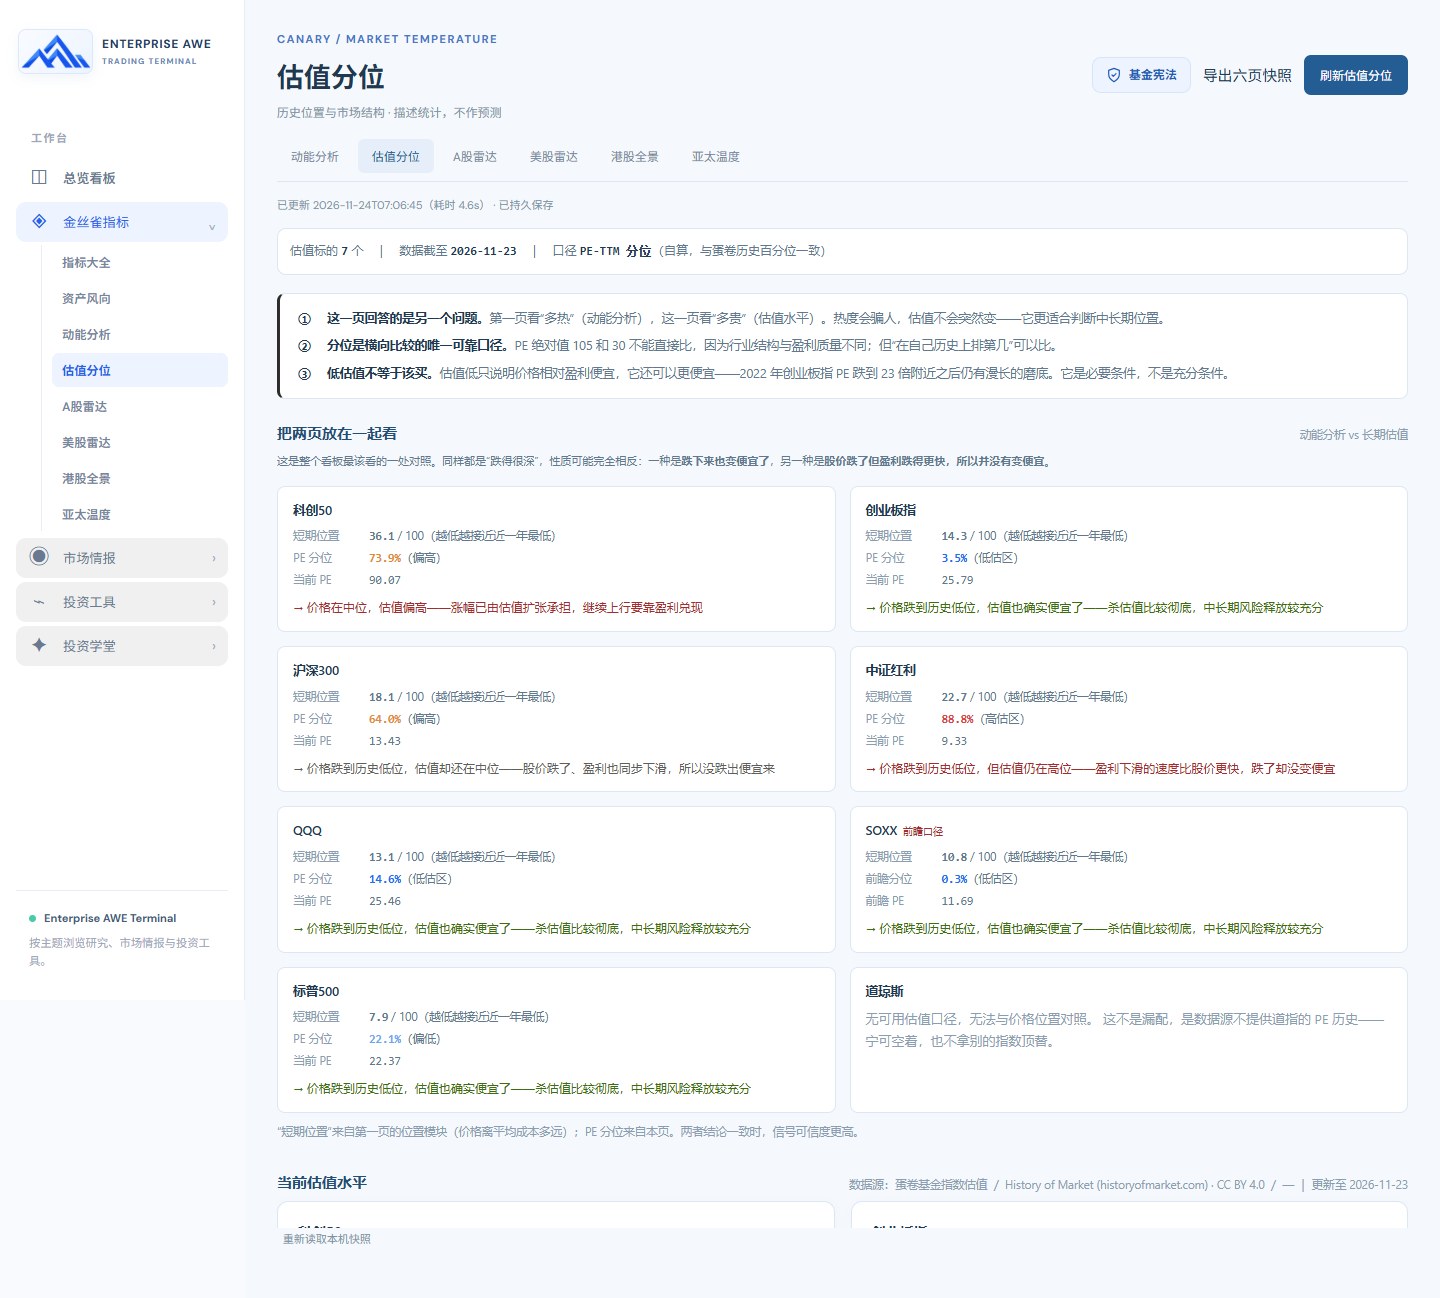 ENTERPRISE AWE
TRADING TERMINAL
工作台
总览看板
金丝雀指标
指标大全
资产风向
动能分析
估值分位
A股雷达
美股雷达
港股全景
亚太温度
市场情报
投资工具
投资学堂
Enterprise AWE Terminal
按主题浏览研究、市场情报与投资工
具。
CANARY / MARKET TEMPERATURE
估值分位
历史位置与市场结构 · 描述统计，不作预测
基金宪法
导出六页快照
刷新估值分位
动能分析 估值分位 A股雷达 美股雷达 港股全景 亚太温度
已更新 2026-11-24T07:06:45（耗时 4.6s） · 已持久保存
估值标的 7 个 | 数据截至 2026-11-23 | 口径 PE-TTM 分位（自算，与蛋卷历史百分位一致）
① 这一页回答的是另一个问题。第一页看“多热”（动能分析），这一页看“多贵”（估值水平）。热度会骗人，估值不会突然变——它更适合判断中长期位置。
② 分位是横向比较的唯一可靠口径。PE 绝对值 105 和 30 不能直接比，因为行业结构与盈利质量不同；但“在自己历史上排第几”可以比。
③ 低估值不等于该买。估值低只说明价格相对盈利便宜，它还可以更便宜——2022 年创业板指 PE 跌到 23 倍附近之后仍有漫长的磨底。它是必要条件，不是充分条件。
把两页放在一起看
动能分析 vs 长期估值
这是整个看板最该看的一处对照。同样都是“跌得很深”，性质可能完全相反：一种是跌下来也变便宜了，另一种是股价跌了但盈利跌得更快，所以并没有变便宜。
科创50
短期位置 36.1 / 100（越低越接近近一年最低）
PE 分位 73.9%（偏高）
当前 PE 90.07
→ 价格在中位，估值偏高——涨幅已由估值扩张承担，继续上行要靠盈利兑现
创业板指
短期位置 14.3 / 100（越低越接近近一年最低）
PE 分位 3.5%（低估区）
当前 PE 25.79
→ 价格跌到历史低位，估值也确实便宜了——杀估值比较彻底，中长期风险释放较充分
沪深300
短期位置 18.1 / 100（越低越接近近一年最低）
PE 分位 64.0%（偏高）
当前 PE 13.43
→ 价格跌到历史低位，估值却还在中位——股价跌了、盈利也同步下滑，所以没跌出便宜来
中证红利
短期位置 22.7 / 100（越低越接近近一年最低）
PE 分位 88.8%（高估区）
当前 PE 9.33
→ 价格跌到历史低位，但估值仍在高位——盈利下滑的速度比股价更快，跌了却没变便宜
QQQ
短期位置 13.1 / 100（越低越接近近一年最低）
PE 分位 14.6%（低估区）
当前 PE 25.46
→ 价格跌到历史低位，估值也确实便宜了——杀估值比较彻底，中长期风险释放较充分
SOXX 前瞻口径
短期位置 10.8 / 100（越低越接近近一年最低）
前瞻分位 0.3%（低估区）
前瞻 PE 11.69
→ 价格跌到历史低位，估值也确实便宜了——杀估值比较彻底，中长期风险释放较充分
标普500
短期位置 7.9 / 100（越低越接近近一年最低）
PE 分位 22.1%（偏低）
当前 PE 22.37
→ 价格跌到历史低位，估值也确实便宜了——杀估值比较彻底，中长期风险释放较充分
道琼斯
无可用估值口径，无法与价格位置对照。 这不是漏配，是数据源不提供道指的 PE 历史——
宁可空着，也不拿别的指数顶替。
“短期位置”来自第一页的位置模块（价格离平均成本多远）；PE 分位来自本页。两者结论一致时，信号可信度更高。
当前估值水平
数据源：蛋卷基金指数估值 / History of Market (historyofmarket.com) · CC BY 4.0 / — | 更新至 2026-11-23
重新读取本机快照